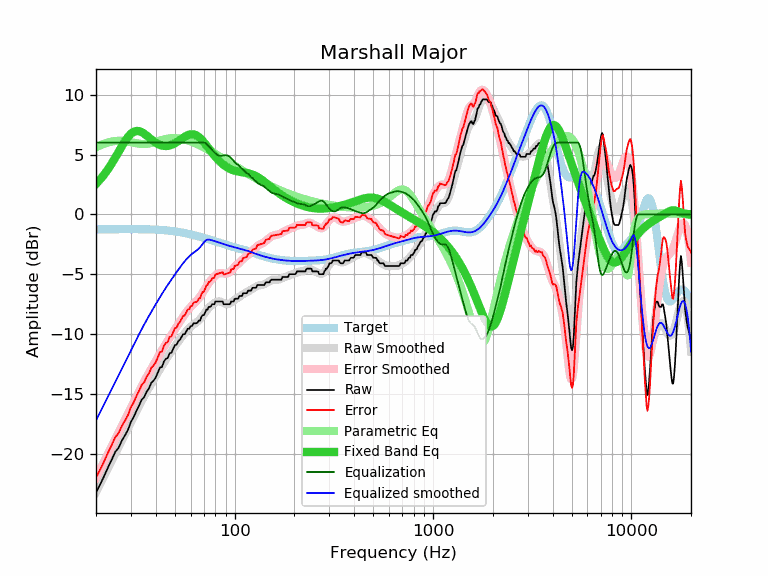 Marshall Major
10
5
0
−5
−10
−15
−20
Amplitude (dBr)
Target
Raw Smoothed
Error Smoothed
Raw
Error
Parametric Eq
Fixed Band Eq
Equalization
Equalized smoothed
100
1000
10000
Frequency (Hz)